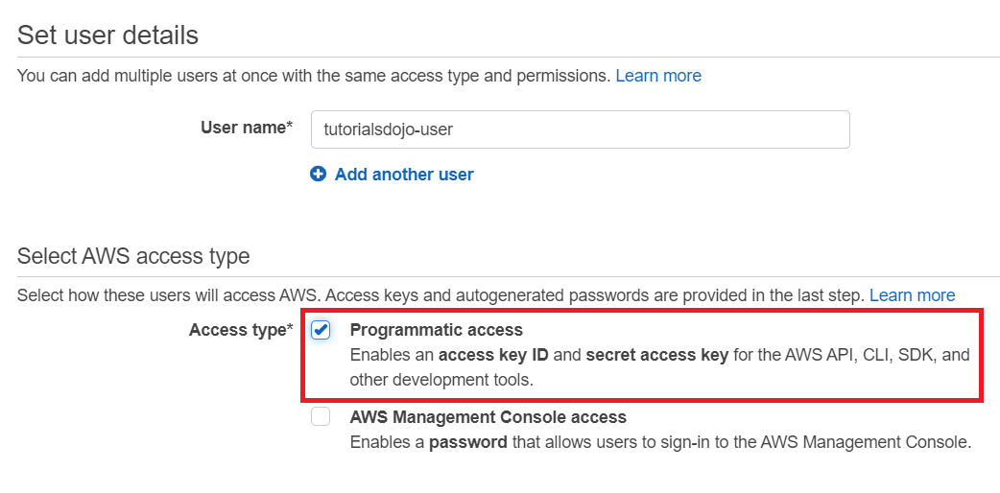 Set user details
You can add multiple users at once with the same access type and permissions. Learn more
User name* tutorialsdojo-user
Add another user
Select AWS access type
Select how these users will access AWS. Access keys and autogenerated passwords are provided in the last step. Learn more
Access type* Programmatic access
Enables an access key ID and secret access key for the AWS API, CLI, SDK, and
other development tools.
AWS Management Console access
Enables a password that allows users to sign-in to the AWS Management Console.